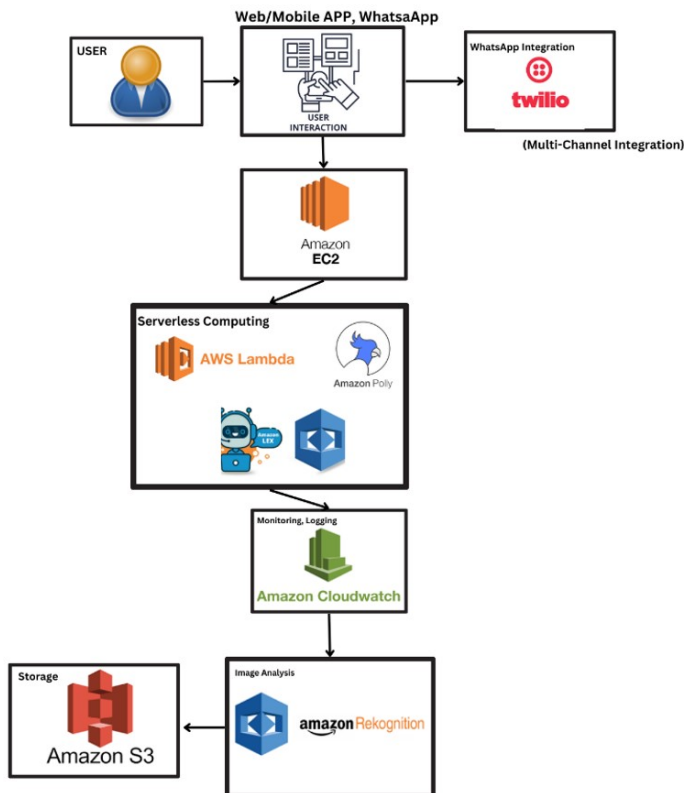 Web/Mobile APP, WhatsaApp
USER
USER
INTERACTION
WhatsApp Integration
twilio
(Multi-Channel Integration)
Amazon
EC2
Serverless Computing
AWS Lambda
Amazon Polly
Amazon
LEX
Monitoring, Logging
Amazon Cloudwatch
Storage
Amazon S3
Image Analysis
amazon Rekognition